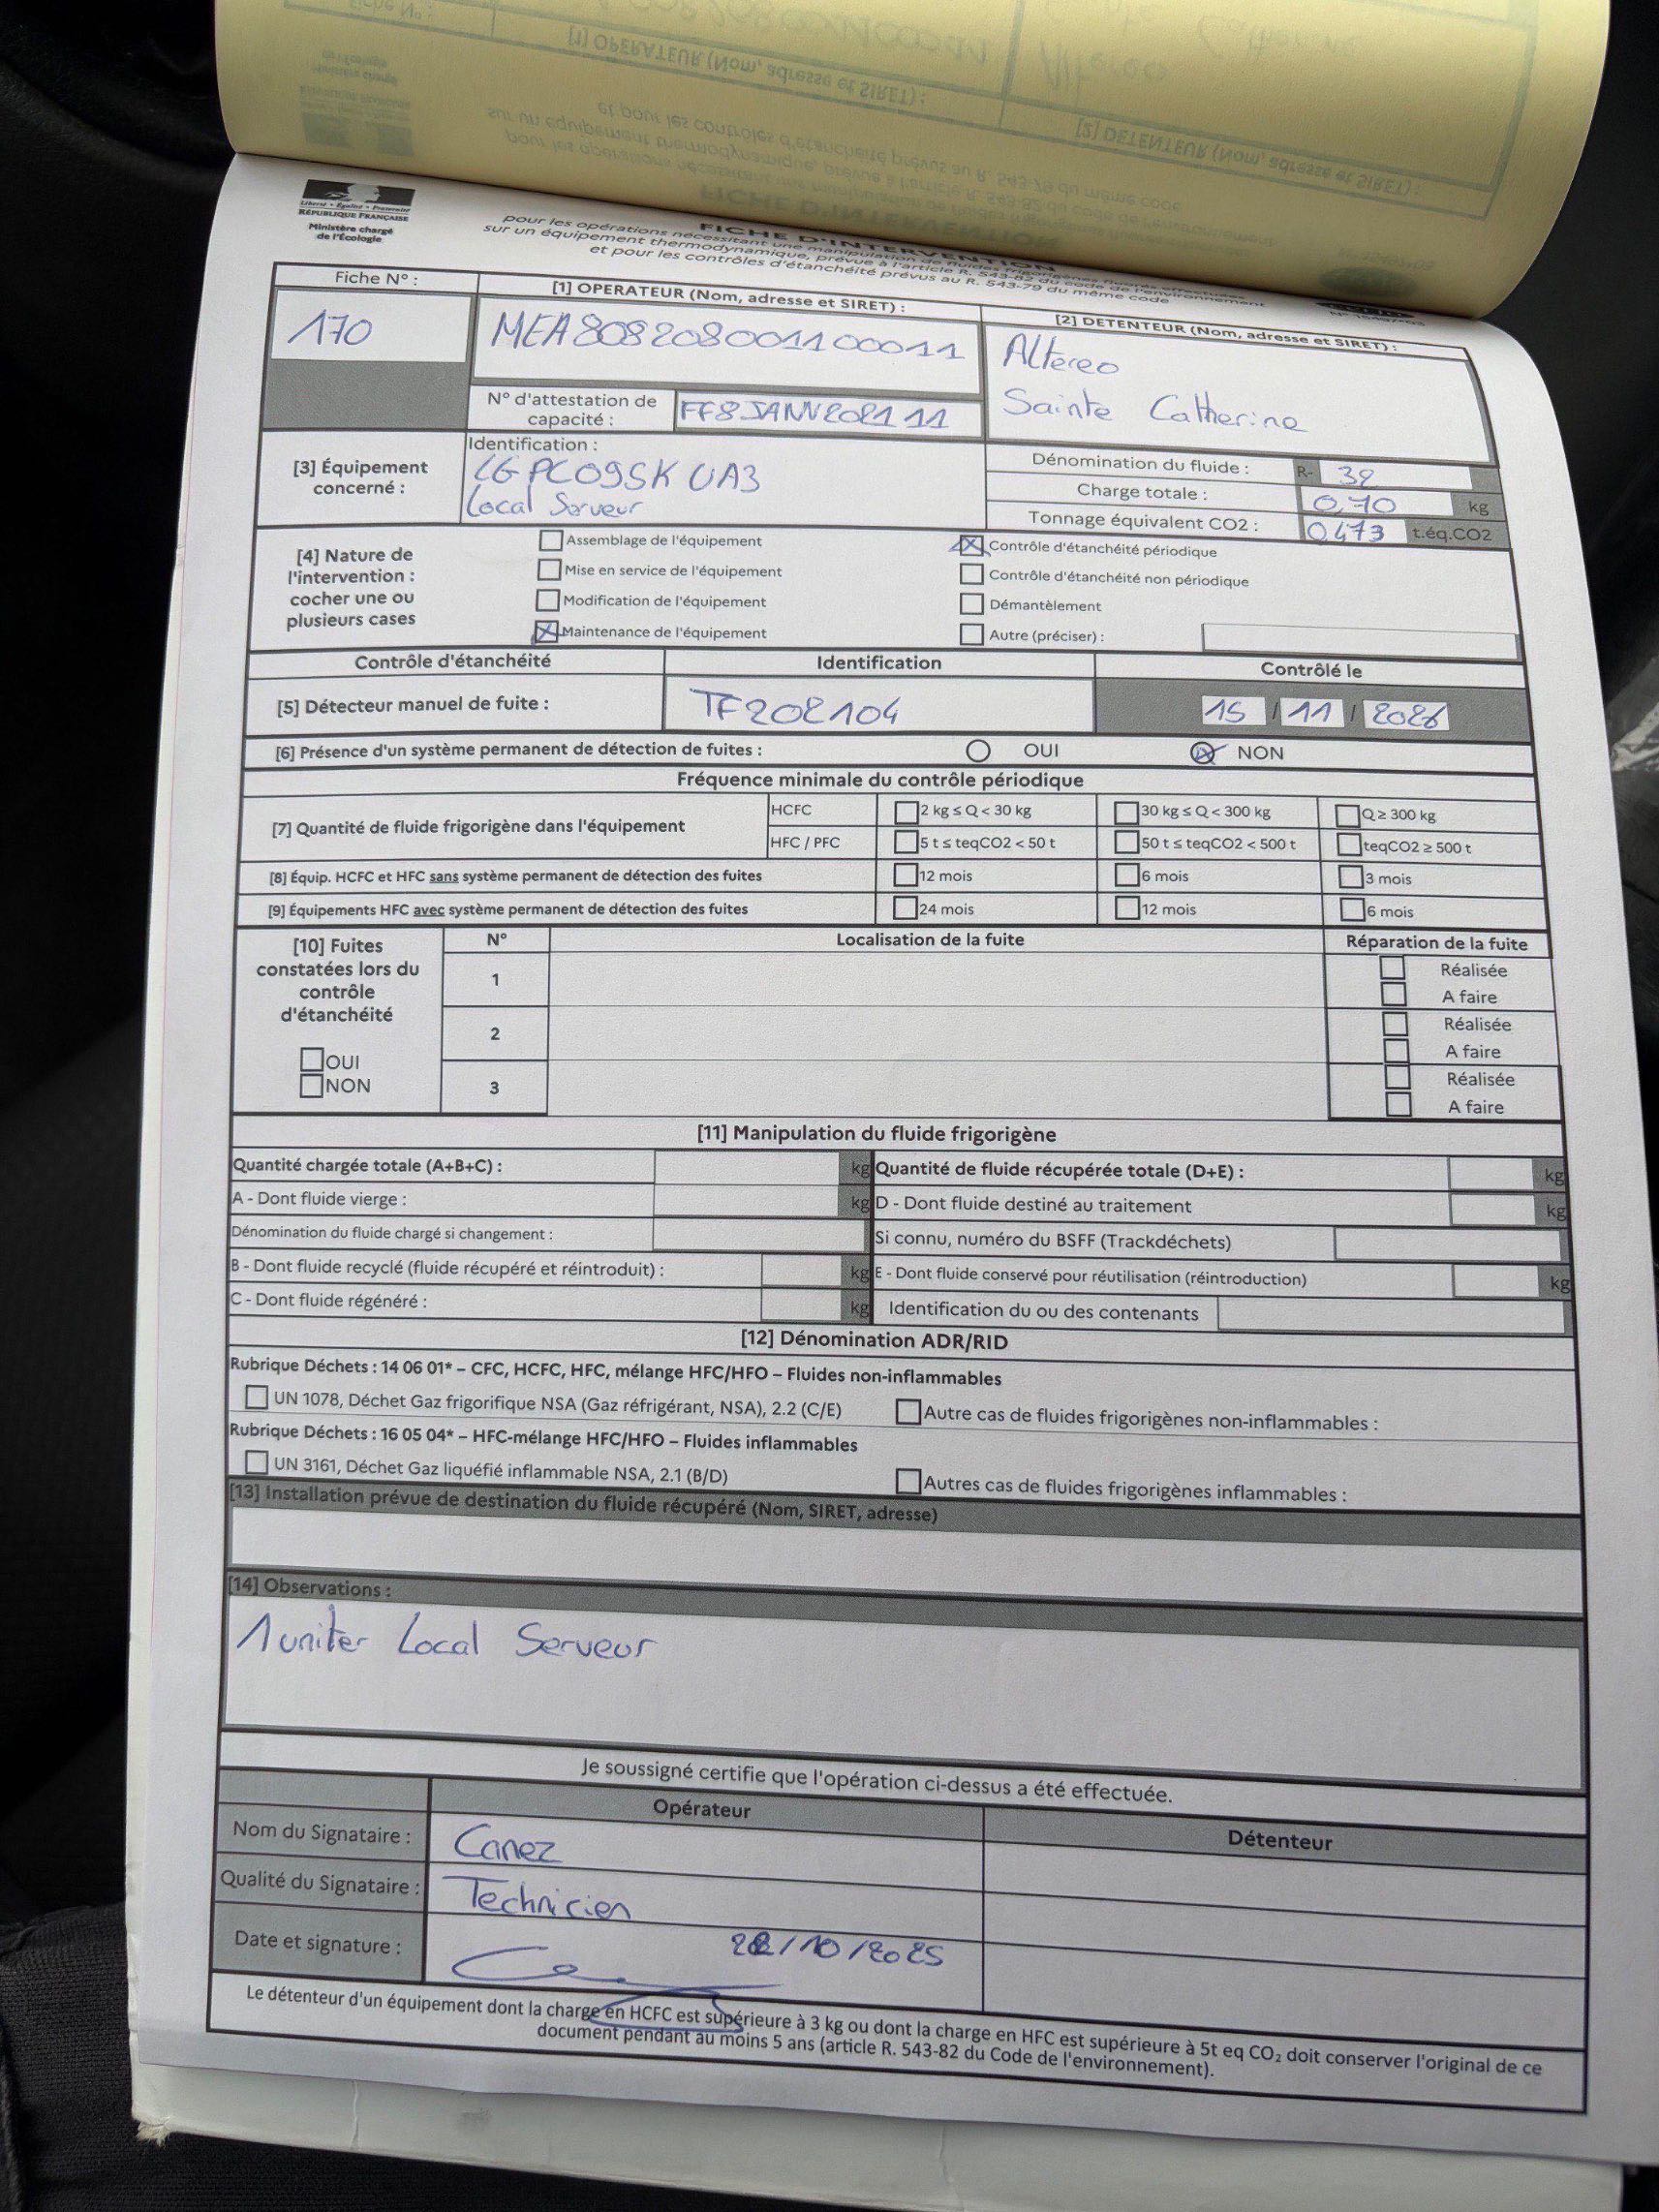 Liberté • Égalité • Fraternité
RÉPUBLIQUE FRANÇAISE
Ministère chargé
de l'Écologie
FICHE D'INTERVENTION
pour les opérations nécessitant une manipulation de fluides frigorigènes fluorés effectuées
sur un équipement thermodynamique, prévue à l'article R. 543-82 du code de l'environnement
et pour les contrôles d'étanchéité prévus au R. 543-79 du même code
Fiche N° :
170
[1] OPERATEUR (Nom, adresse et SIRET) :
MEA808208001100011
N° d'attestation de
capacité :
FF8JANV202111
[2] DETENTEUR (Nom, adresse et SIRET) :
Altereo
Sainte Catherine
[3] Équipement
concerné :
Identification :
LG PC09SK UA3
Local Serveur
Dénomination du fluide : R- 32
Charge totale : 0,70 kg
Tonnage équivalent CO2 : 0,473 t.éq.CO2
[4] Nature de
l'intervention :
cocher une ou
plusieurs cases
Assemblage de l'équipement
Mise en service de l'équipement
Modification de l'équipement
Maintenance de l'équipement
Contrôle d'étanchéité périodique
Contrôle d'étanchéité non périodique
Démantèlement
Autre (préciser) :
Contrôle d'étanchéité Identification Contrôlé le
[5] Détecteur manuel de fuite : TF202104 15 / 11 / 2026
[6] Présence d'un système permanent de détection de fuites : OUI NON
Fréquence minimale du contrôle périodique
[7] Quantité de fluide frigorigène dans l'équipement
HCFC 2 kg ≤ Q < 30 kg 30 kg ≤ Q < 300 kg Q ≥ 300 kg
HFC / PFC 5 t ≤ teqCO2 < 50 t 50 t ≤ teqCO2 < 500 t teqCO2 ≥ 500 t
[8] Équip. HCFC et HFC sans système permanent de détection des fuites 12 mois 6 mois 3 mois
[9] Équipements HFC avec système permanent de détection des fuites 24 mois 12 mois 6 mois
[10] Fuites
constatées lors du
contrôle
d'étanchéité
OUI
NON
N° Localisation de la fuite Réparation de la fuite
1 Réalisée
A faire
2 Réalisée
A faire
3 Réalisée
A faire
[11] Manipulation du fluide frigorigène
Quantité chargée totale (A+B+C) : kg
A - Dont fluide vierge : kg
Dénomination du fluide chargé si changement :
B - Dont fluide recyclé (fluide récupéré et réintroduit) : kg
C - Dont fluide régénéré : kg
Quantité de fluide récupérée totale (D+E) : kg
D - Dont fluide destiné au traitement kg
Si connu, numéro du BSFF (Trackdéchets)
E - Dont fluide conservé pour réutilisation (réintroduction) kg
Identification du ou des contenants
[12] Dénomination ADR/RID
Rubrique Déchets : 14 06 01* – CFC, HCFC, HFC, mélange HFC/HFO – Fluides non-inflammables
UN 1078, Déchet Gaz frigorifique NSA (Gaz réfrigérant, NSA), 2.2 (C/E) Autre cas de fluides frigorigènes non-inflammables :
Rubrique Déchets : 16 05 04* – HFC-mélange HFC/HFO – Fluides inflammables
UN 3161, Déchet Gaz liquéfié inflammable NSA, 2.1 (B/D) Autres cas de fluides frigorigènes inflammables :
[13] Installation prévue de destination du fluide récupéré (Nom, SIRET, adresse)
[14] Observations :
1 uniter Local Serveur
Je soussigné certifie que l'opération ci-dessus a été effectuée.
Opérateur Détenteur
Nom du Signataire : Canez
Qualité du Signataire : Technicien
Date et signature : /10/2025
Le détenteur d'un équipement dont la charge en HCFC est supérieure à 3 kg ou dont la charge en HFC est supérieure à 5t eq CO₂ doit conserver l'original de ce
document pendant au moins 5 ans (article R. 543-82 du Code de l'environnement).